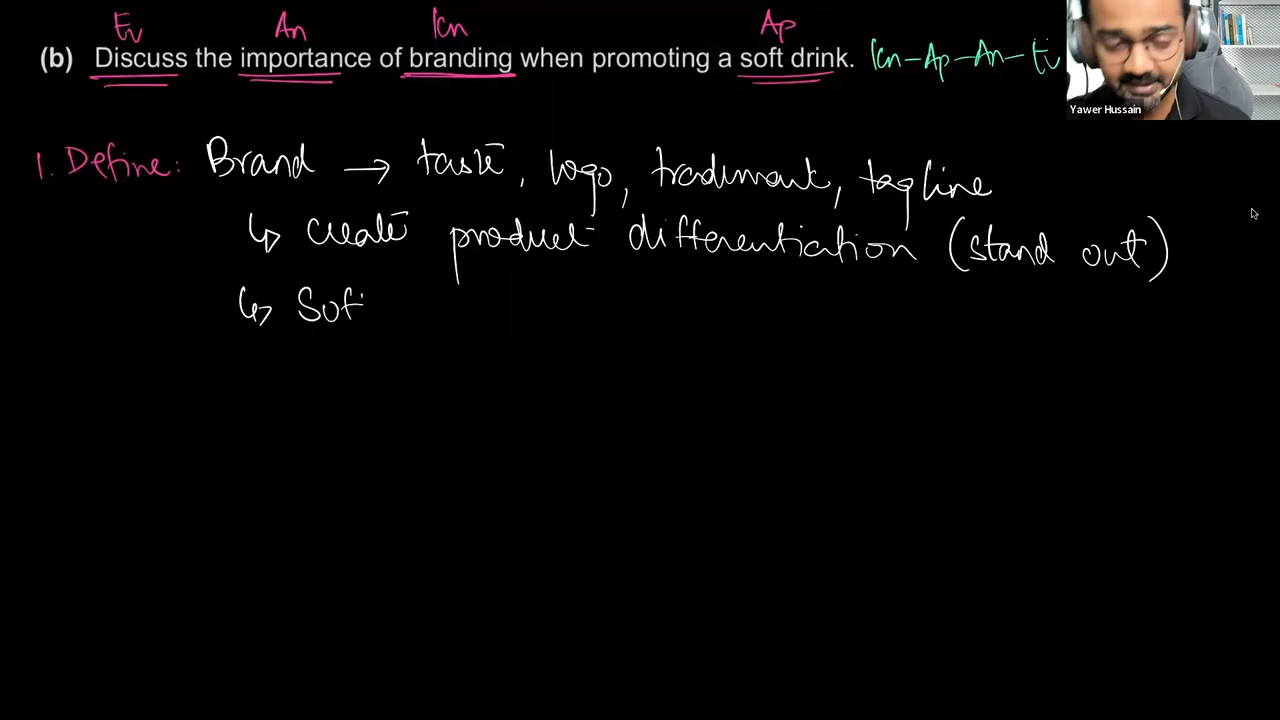 Ev An Kn Ap
(b) Discuss the importance of branding when promoting a soft drink. Kn-Ap-An-Ev
Yawer Hussain
1. Define: Brand → taste, logo, trademark, tagline
↳ create product differentiation (stand out)
↳ Sof